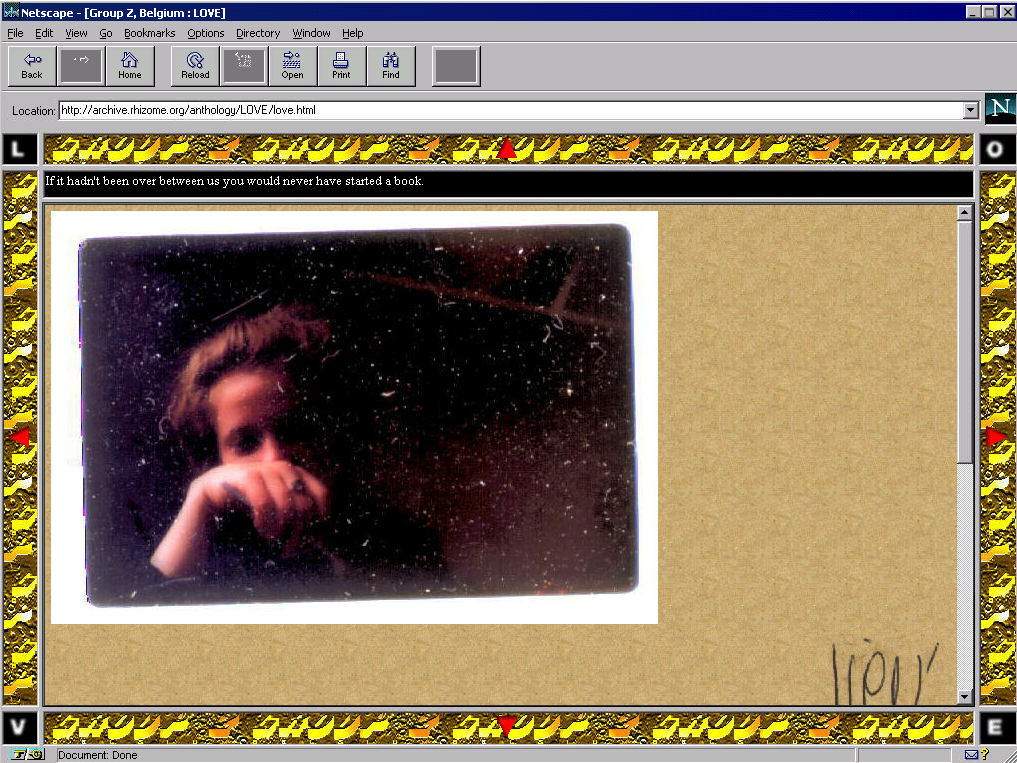 Netscape - [Group Z, Belgium : LOVE]
File Edit View Go Bookmarks Options Directory Window Help
Back Home Reload Open Print Find
Location: http://archive.rhizome.org/anthology/LOVE/love.html
N
L O
If it hadn't been over between us you would never have started a book.
V E
Document: Done